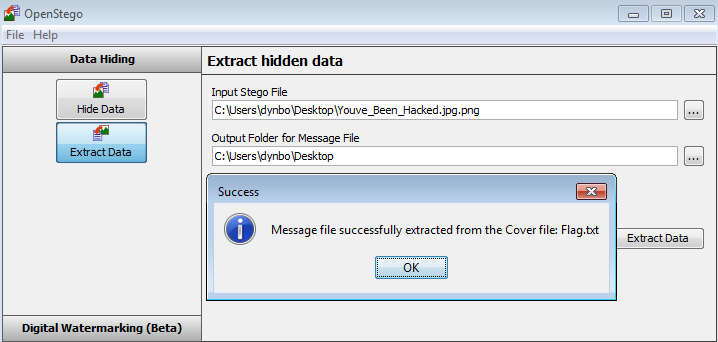 OpenStego
File Help
Data Hiding
Hide Data
Extract Data
Digital Watermarking (Beta)
Extract hidden data
Input Stego File
C:\Users\dynbo\Desktop\Youve_Been_Hacked.jpg.png
...
Output Folder for Message File
C:\Users\dynbo\Desktop
...
Success
Message file successfully extracted from the Cover file: Flag.txt
OK
Extract Data